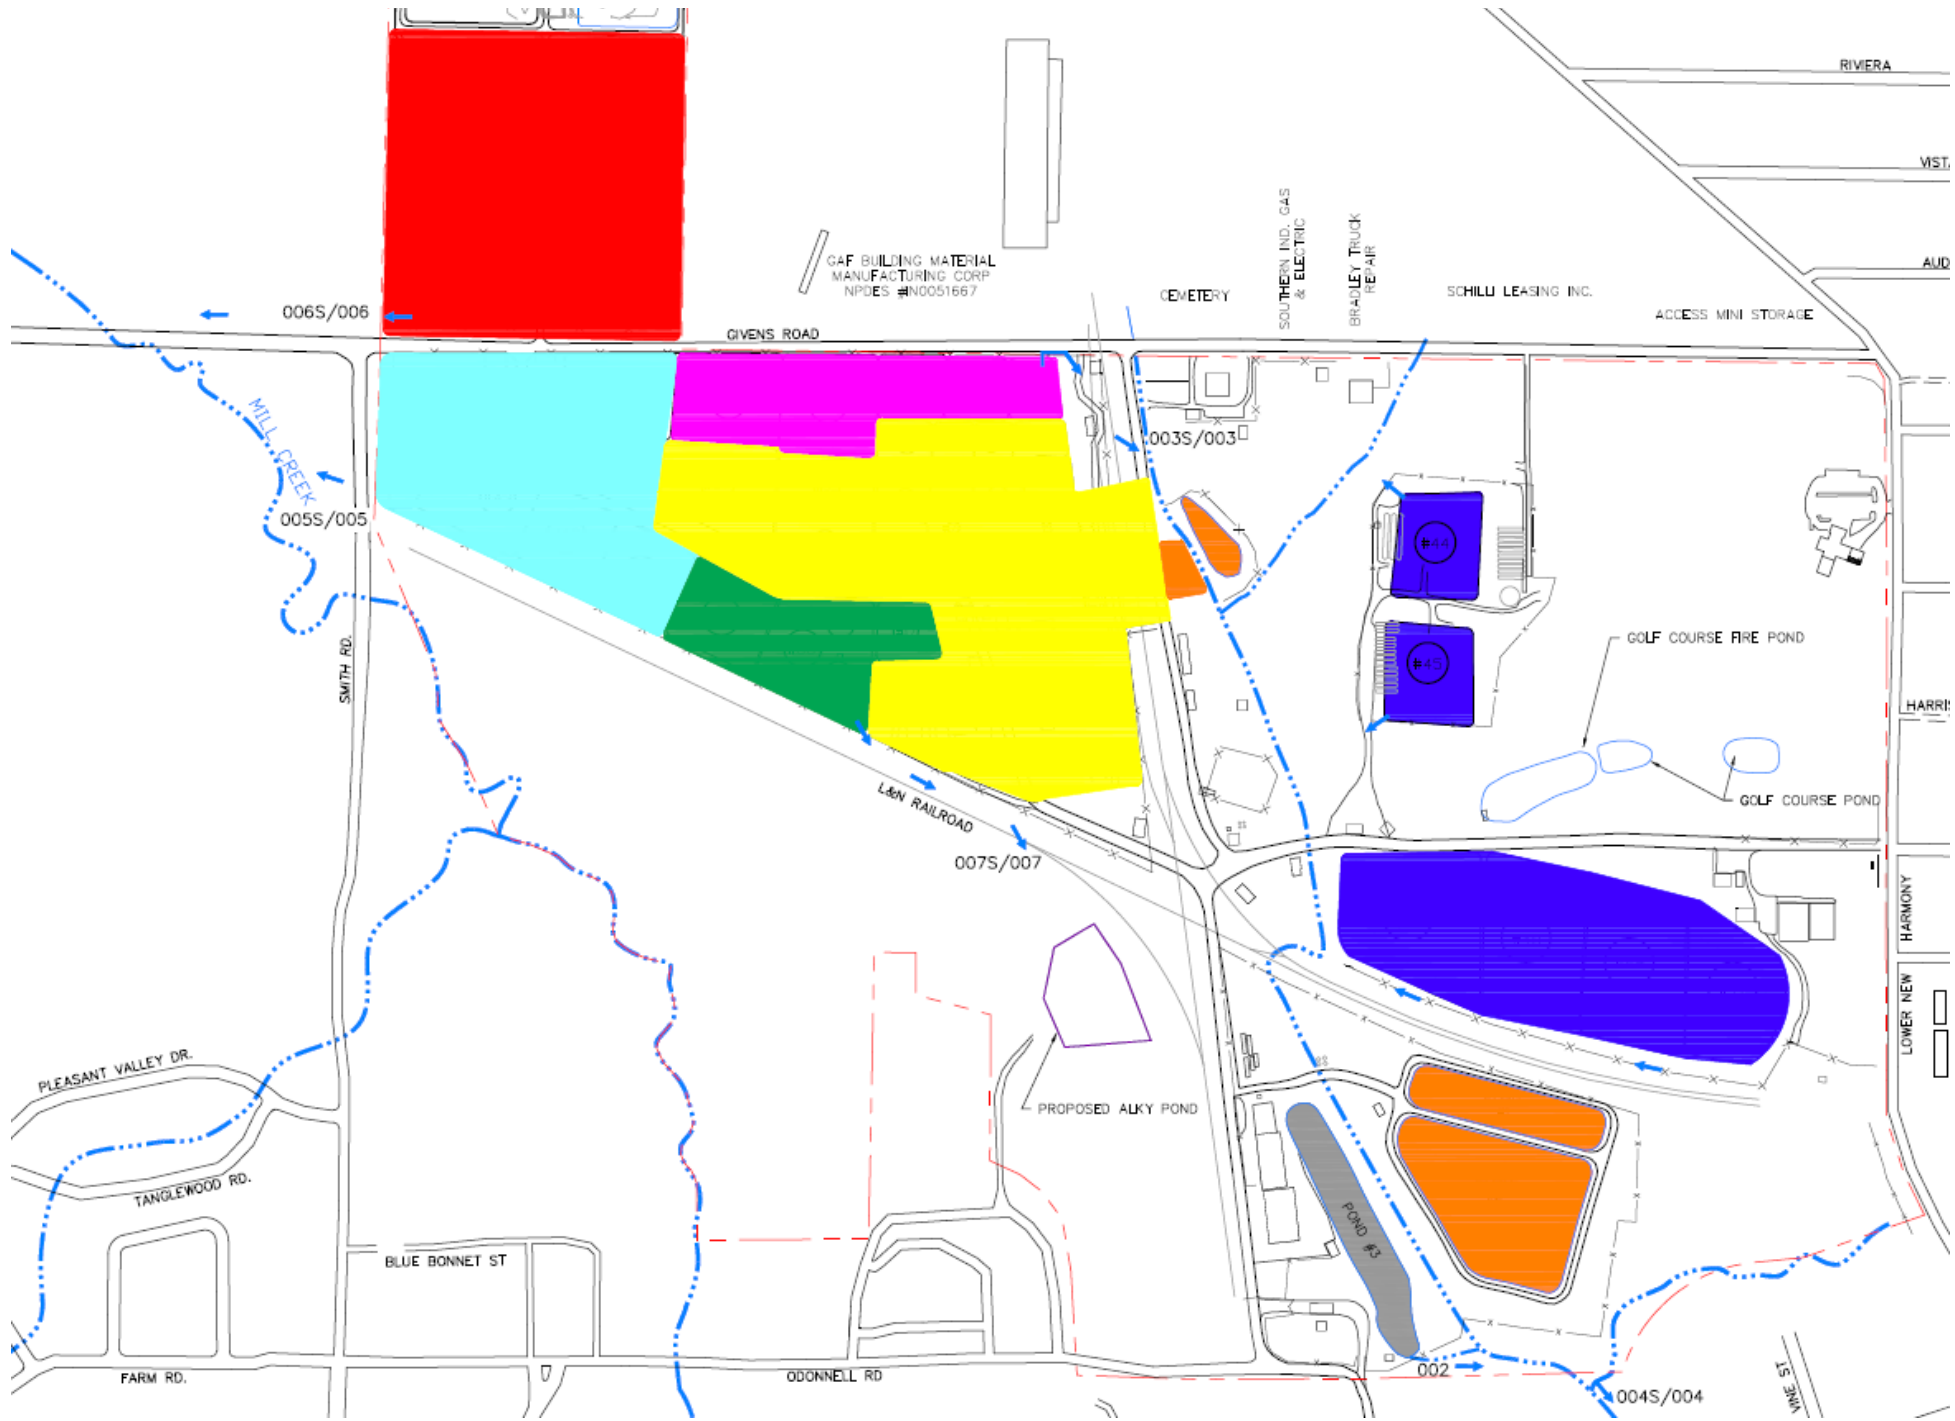 RIVIERA
VIST
SOUTHERN IND. GAS
& ELECTRIC
BRADLEY TRUCK
REPAIR
GAF BUILDING MATERIAL
MANUFACTURING CORP
NPDES #IN0051667
AUD
CEMETERY
SCHILLI LEASING INC.
006S/006
ACCESS MINI STORAGE
GIVENS ROAD
MILL CREEK
003S/003
005S/005
#44
GOLF COURSE FIRE POND
SMITH RD.
#45
HARRIS
L&N RAILROAD
GOLF COURSE POND
007S/007
HARMONY
LOWER NEW
PLEASANT VALLEY DR.
PROPOSED ALKY POND
TANGLEWOOD RD.
POND #3
BLUE BONNET ST
FARM RD.
ODONNELL RD
002
VINE ST
004S/004